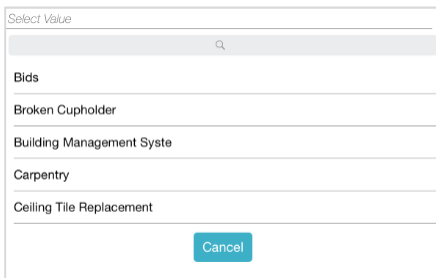 Select Value
Bids
Broken Cupholder
Building Management Syste
Carpentry
Ceiling Tile Replacement
Cancel